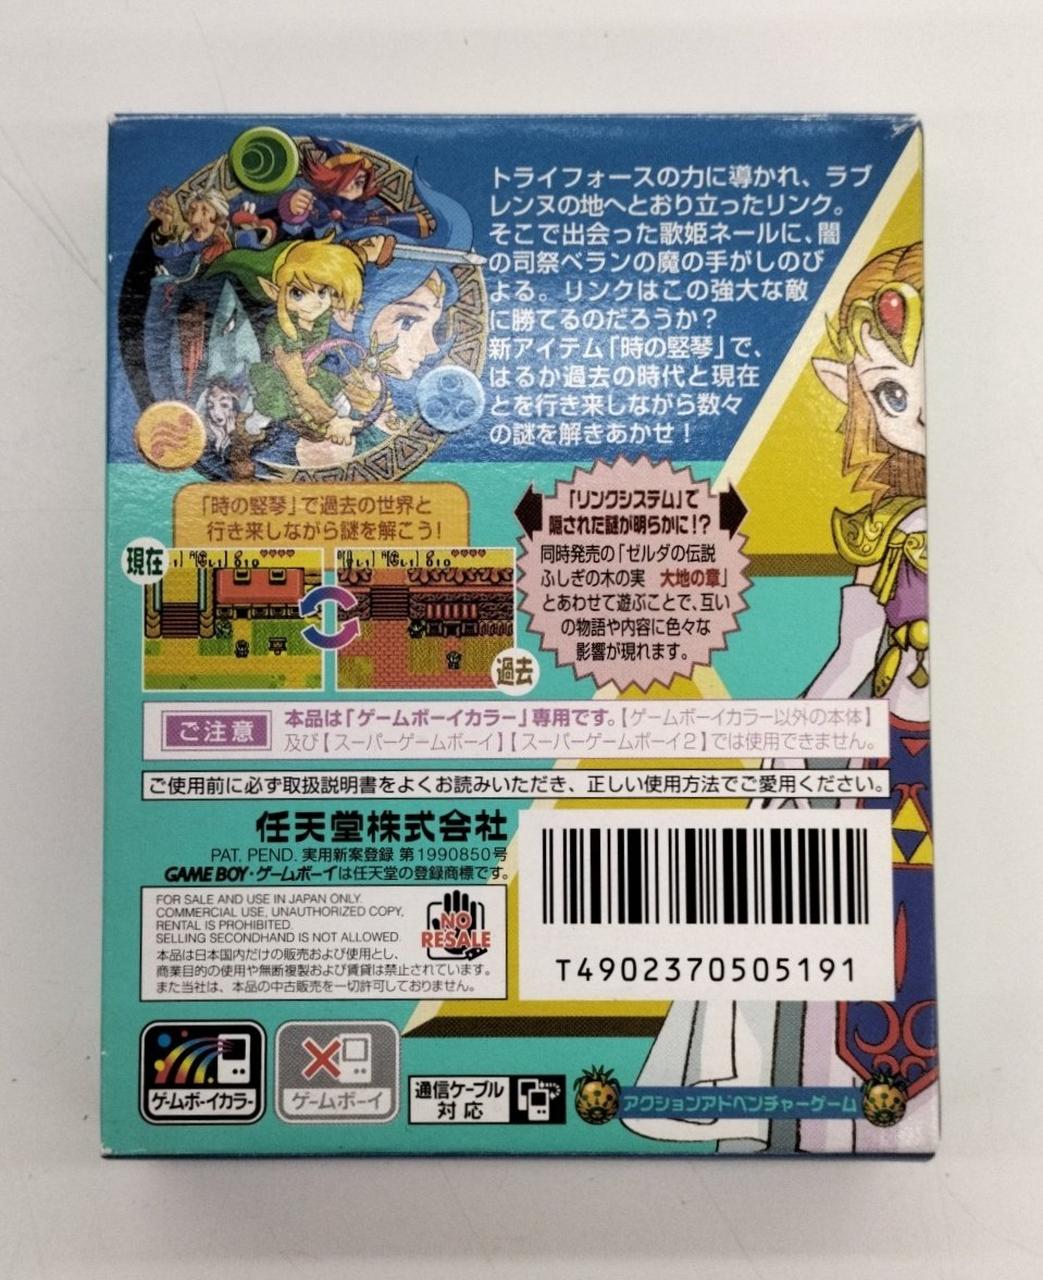 トライフォースの力に導かれ、ラブ
レンヌの地へとおり立ったリンク。
そこで出会った歌姫ネールに、闇
の司祭ベランの魔の手がしのび
よる。リンクはこの強大な敵
に勝てるのだろうか?
新アイテム「時の竪琴」で、
はるか過去の時代と現在
とを行き来しながら数々
の謎を解きあかせ!
「時の竪琴」で過去の世界と
行き来しながら謎を解こう!
現在
過去
「リンクシステム」で
隠された謎が明らかに!?
同時発売の「ゼルダの伝説
ふしぎの木の実 大地の章」
とあわせて遊ぶことで、互い
の物語や内容に色々な
影響が現れます。
ご注意
本品は「ゲームボーイカラー」専用です。【ゲームボーイカラー以外の本体】
及び【スーパーゲームボーイ】【スーパーゲームボーイ2】では使用できません。
ご使用前に必ず取扱説明書をよくお読みいただき、正しい使用方法でご愛用ください。
任天堂株式会社
PAT. PEND. 実用新案登録 第1990850号
GAME BOY・ゲームボーイは任天堂の登録商標です。
FOR SALE AND USE IN JAPAN ONLY.
COMMERCIAL USE, UNAUTHORIZED COPY,
RENTAL IS PROHIBITED.
SELLING SECONDHAND IS NOT ALLOWED.
NO
RESALE
本品は日本国内だけの販売および使用とし、
商業目的の使用や無断複製および賃貸は禁止されています。
また当社は、本品の中古販売を一切許可しておりません。
T4902370505191
ゲームボーイカラー
ゲームボーイ
通信ケーブル
対応
アクションアドベンチャーゲーム